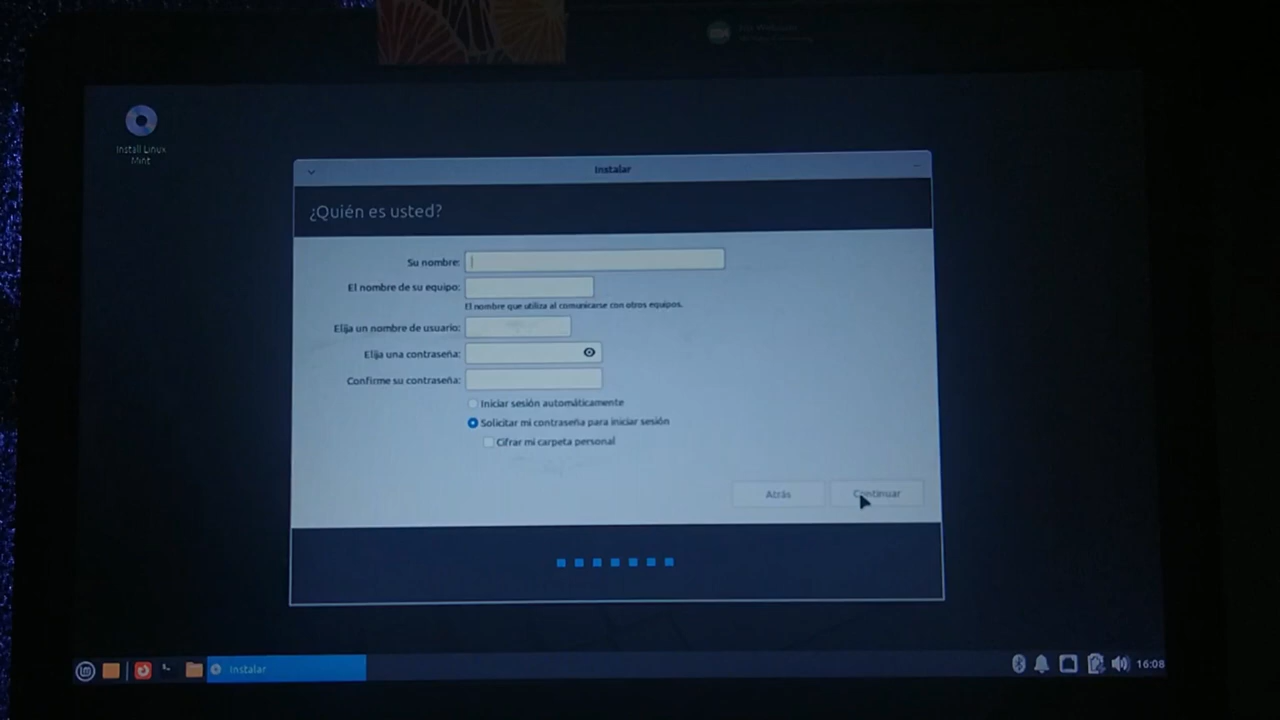 Install Linux
Mint
Instalar
¿Quién es usted?
Su nombre:
El nombre de su equipo:
El nombre que utiliza al comunicarse con otros equipos.
Elija un nombre de usuario:
Elija una contraseña:
Confirme su contraseña:
Iniciar sesión automáticamente
Solicitar mi contraseña para iniciar sesión
Cifrar mi carpeta personal
Atrás
Continuar
Instalar
16:08